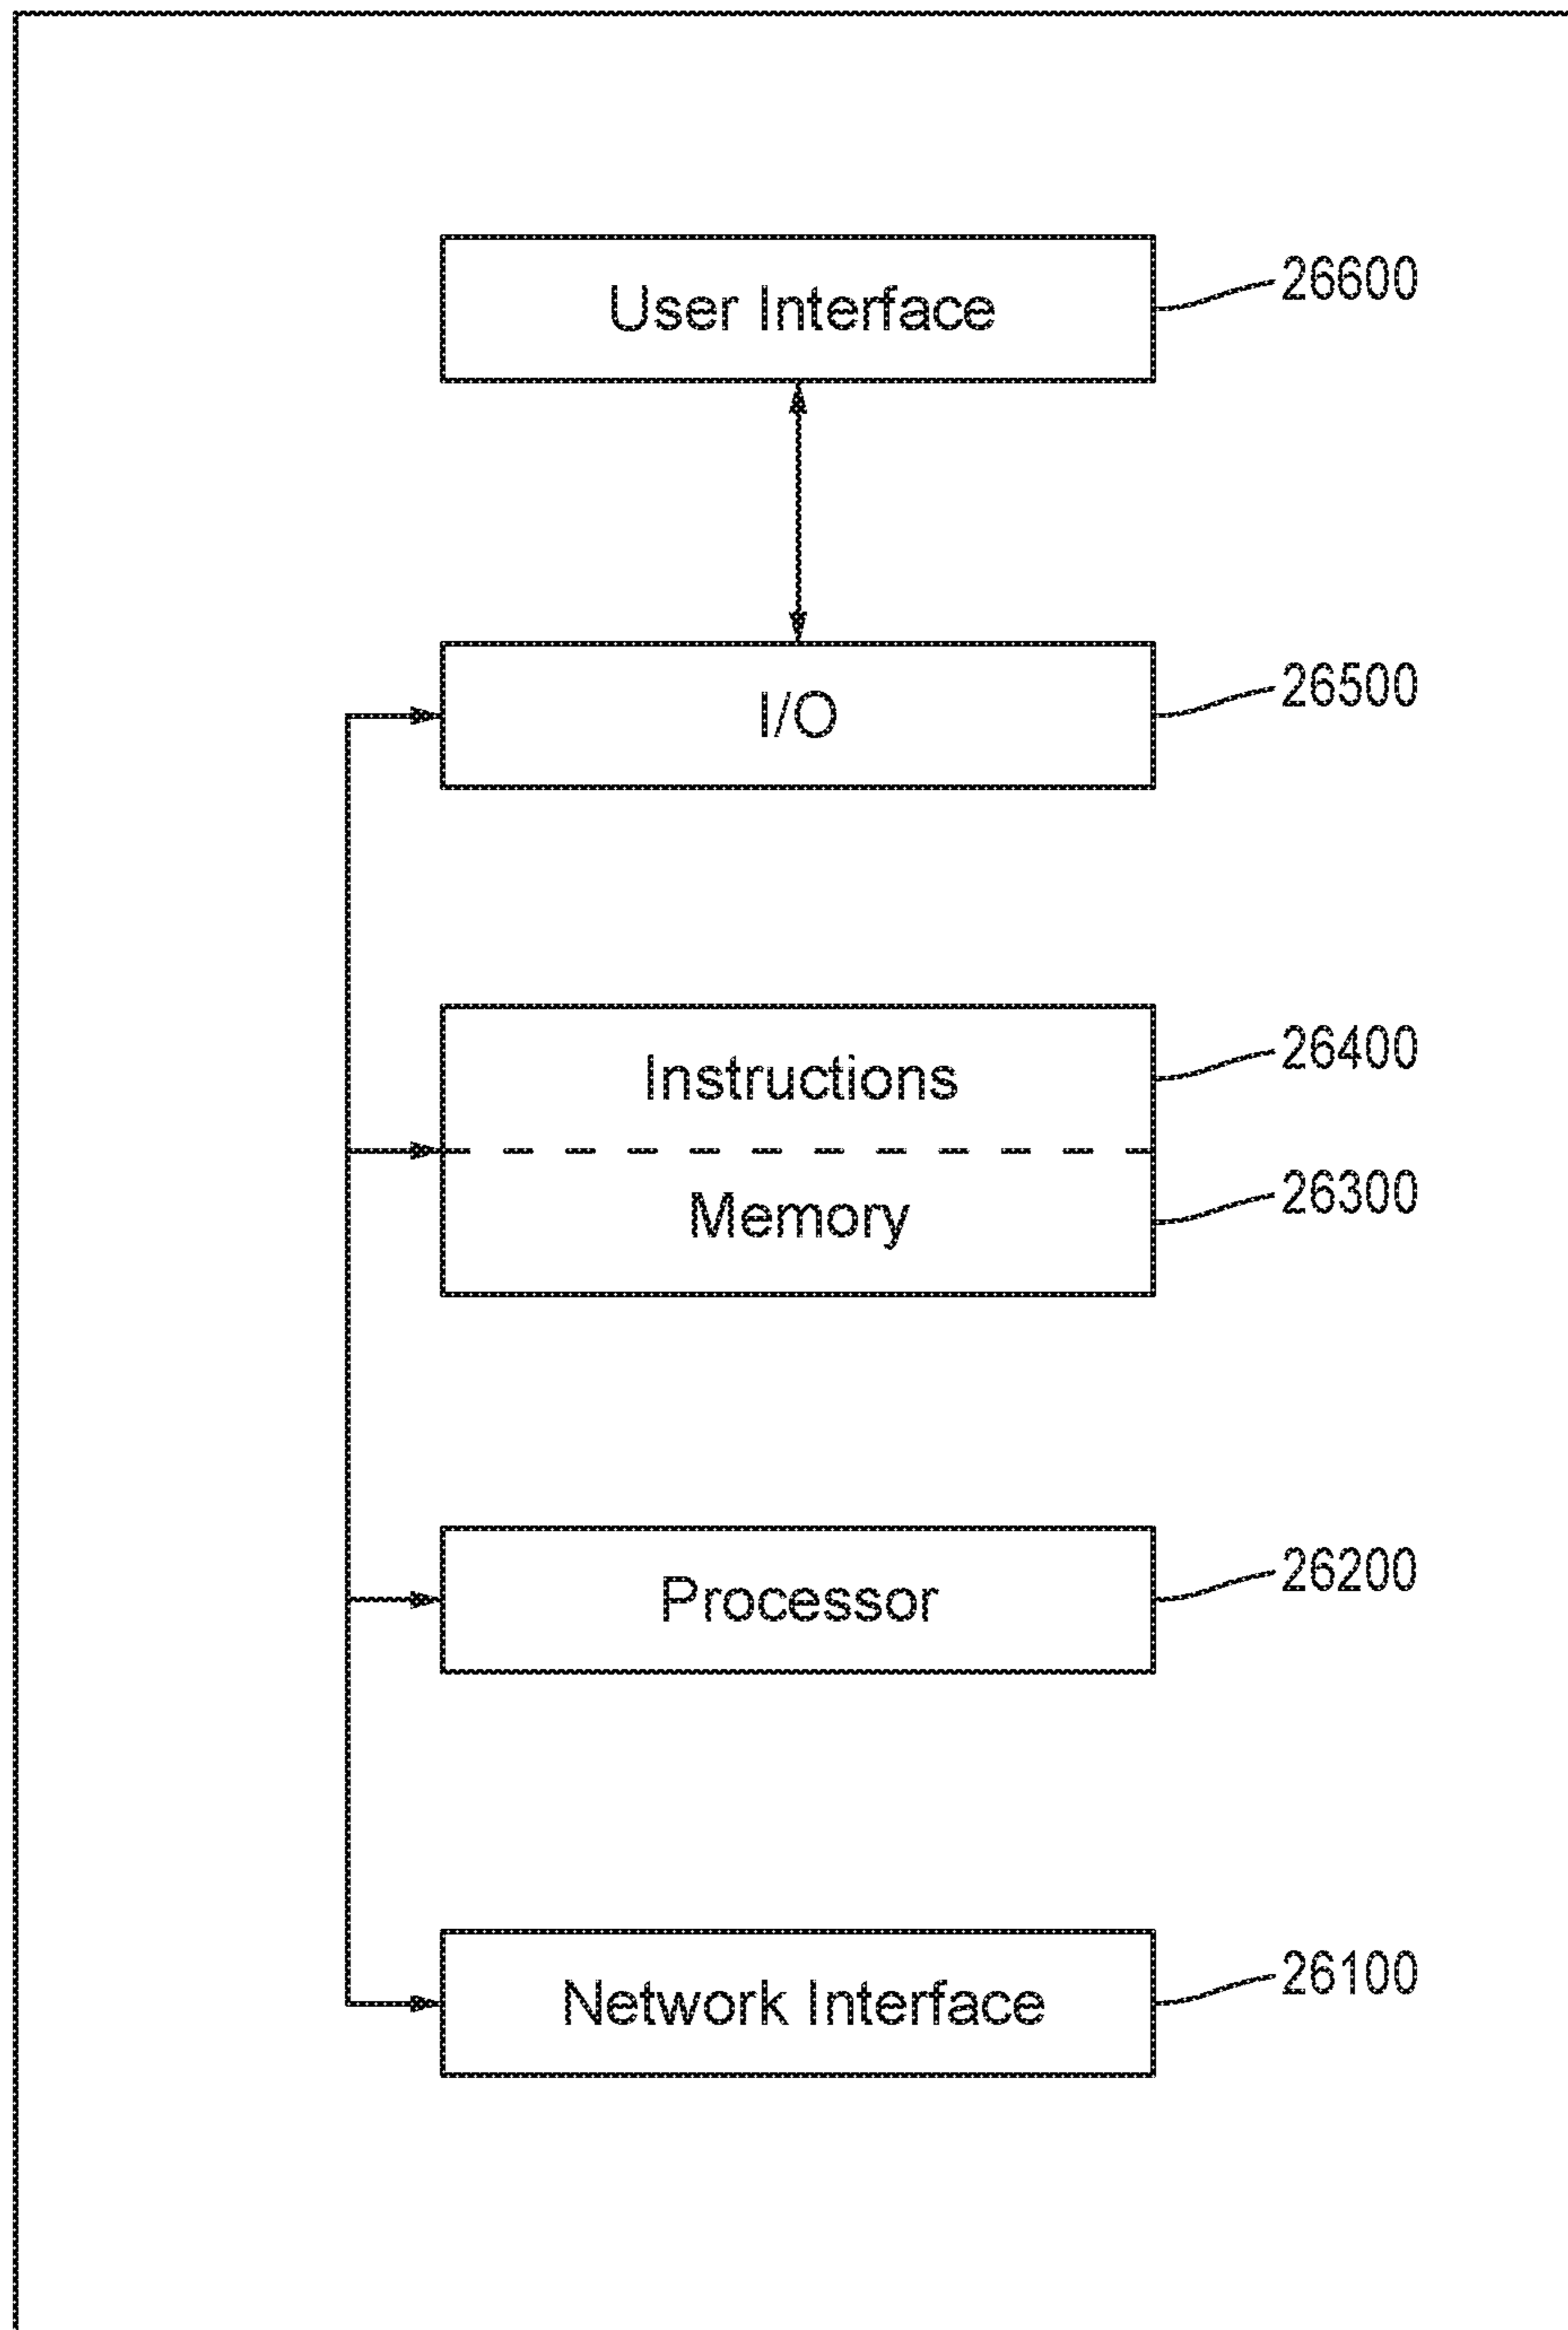 User Interface 26600
I/O 26500
Instructions 26400
Memory 26300
Processor 26200
Network Interface 26100